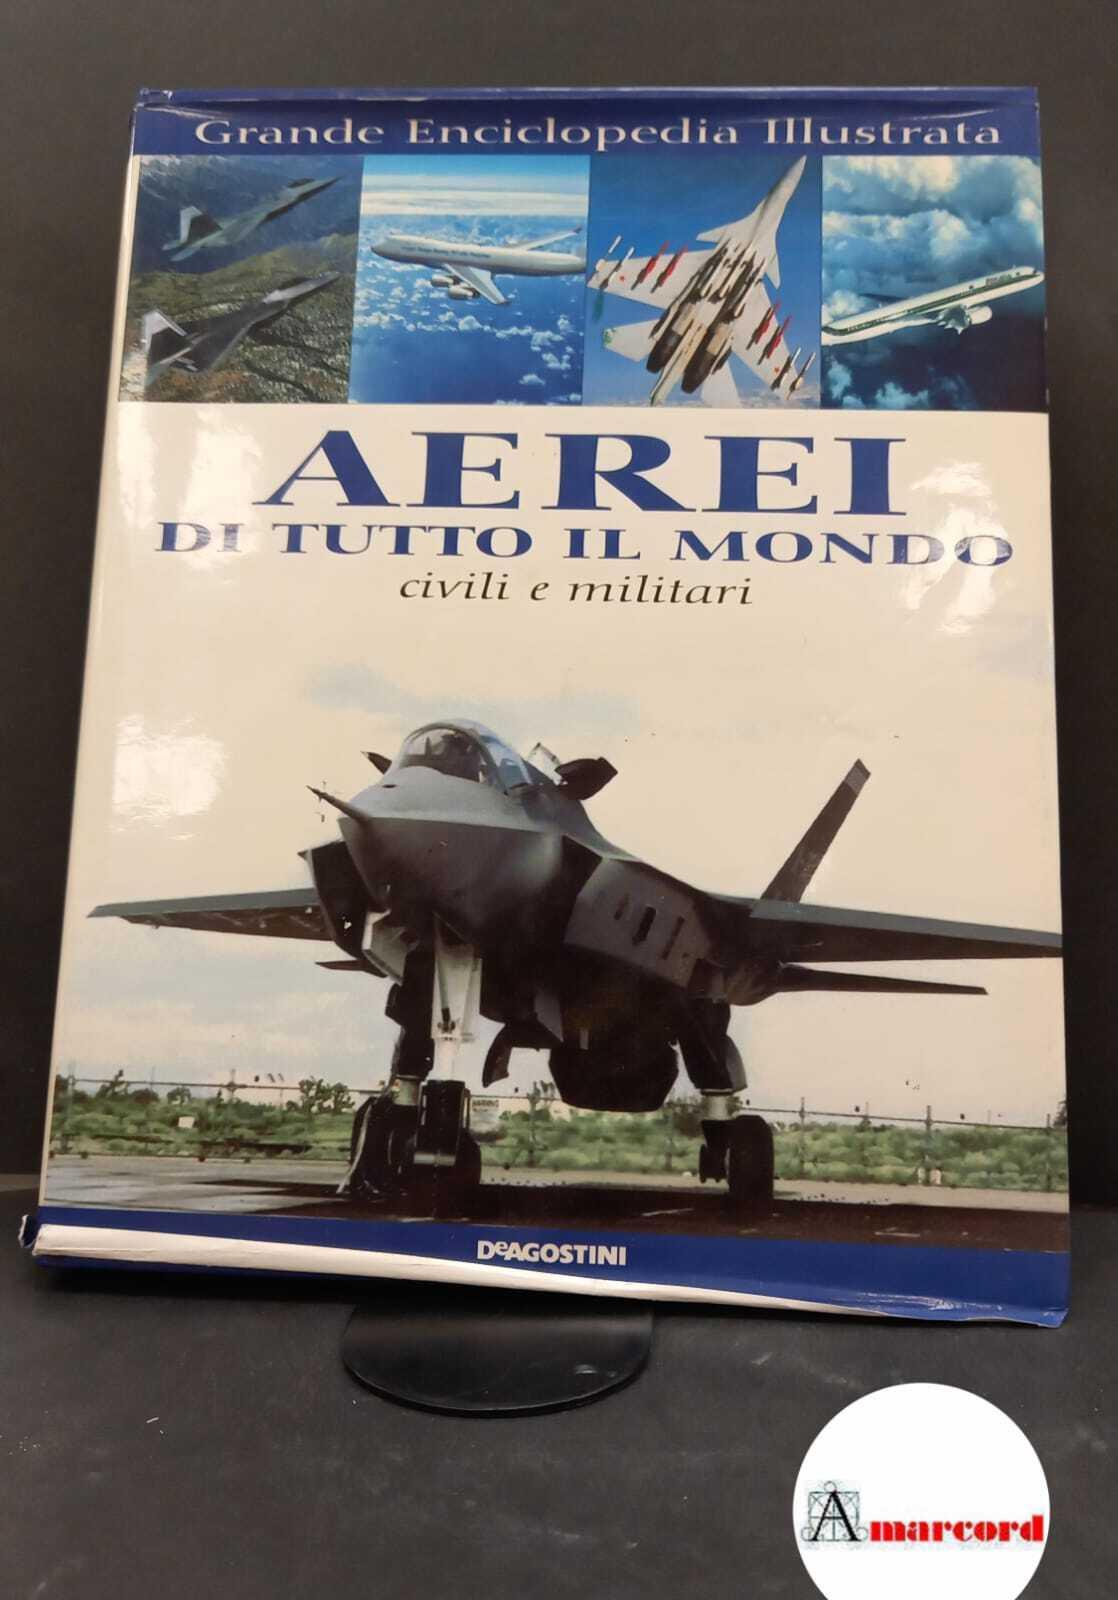 Grande Enciclopedia Illustrata
AEREI
DI TUTTO IL MONDO
civili e militari
DeAGOSTINI
Amarcord